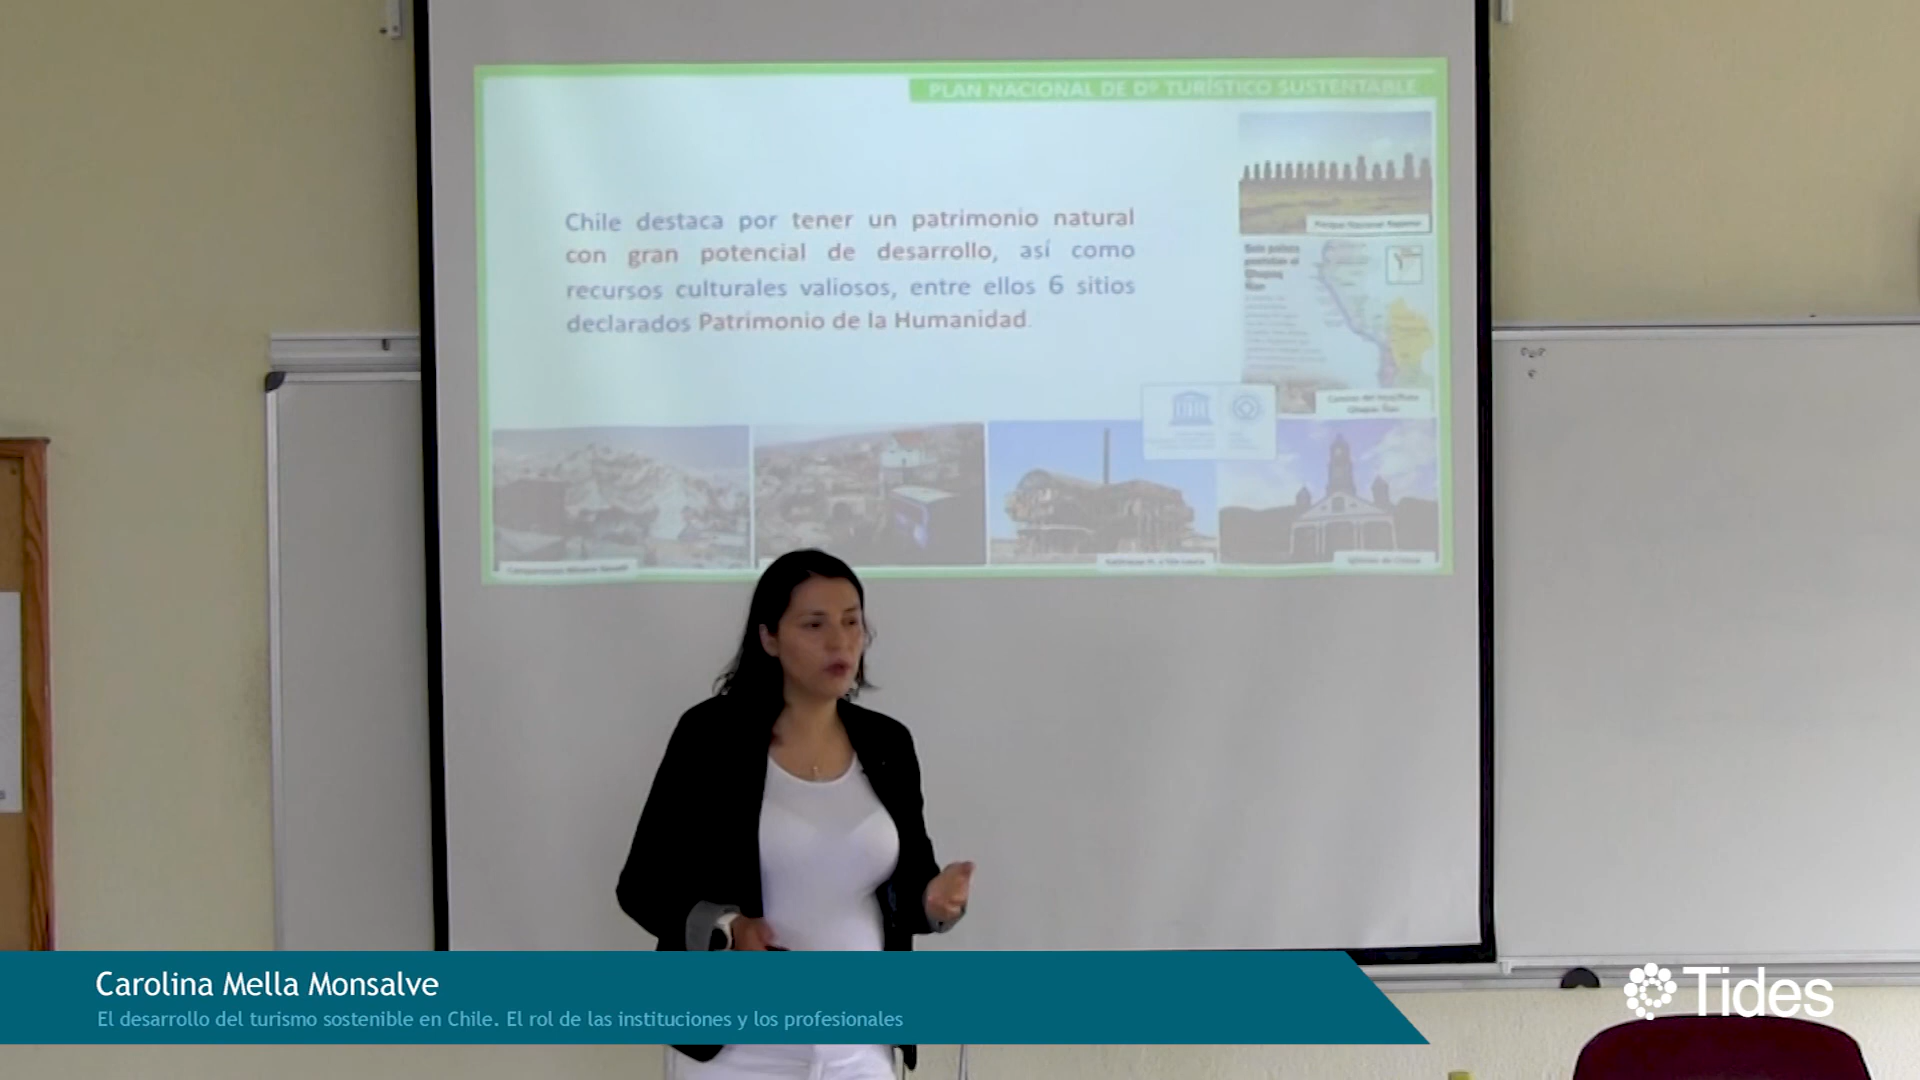 PLAN NACIONAL DE Dº TURÍSTICO SUSTENTABLE
Chile destaca por tener un patrimonio natural
con gran potencial de desarrollo, así como
recursos culturales valiosos, entre ellos 6 sitios
declarados Patrimonio de la Humanidad.
Carolina Mella Monsalve
El desarrollo del turismo sostenible en Chile. El rol de las instituciones y los profesionales
Tides